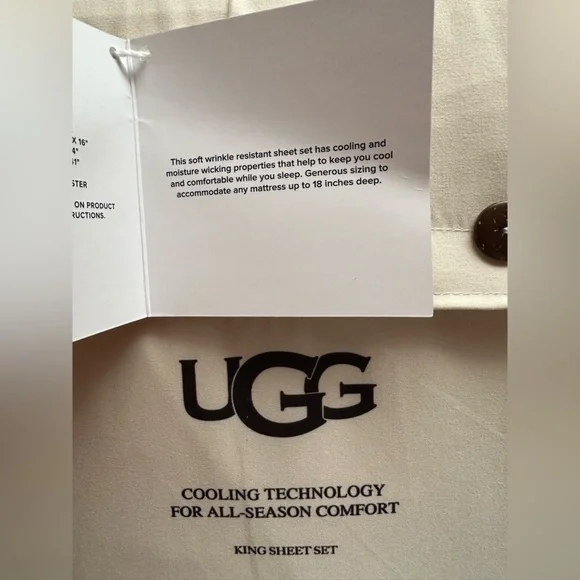 X 16"
4"
STER
ON PRODUCT
RUCTIONS.
This soft wrinkle resistant sheet set has cooling and
moisture wicking properties that help to keep you cool
and comfortable while you sleep. Generous sizing to
accommodate any mattress up to 18 inches deep.
UGG
COOLING TECHNOLOGY
FOR ALL-SEASON COMFORT
KING SHEET SET